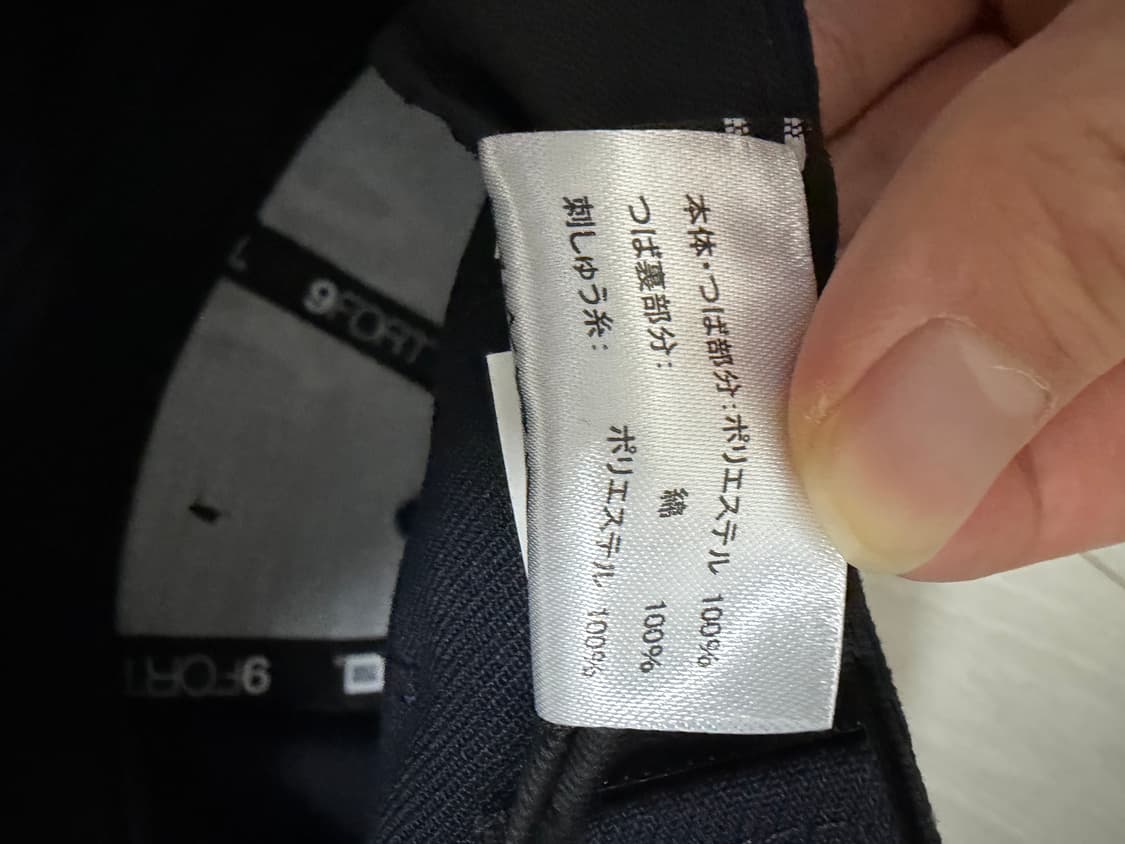 本体・つば部分:ポリエステル 100%
つば裏部分: 綿 100%
刺しゅう糸: ポリエステル 100%
9FORT
9FORT